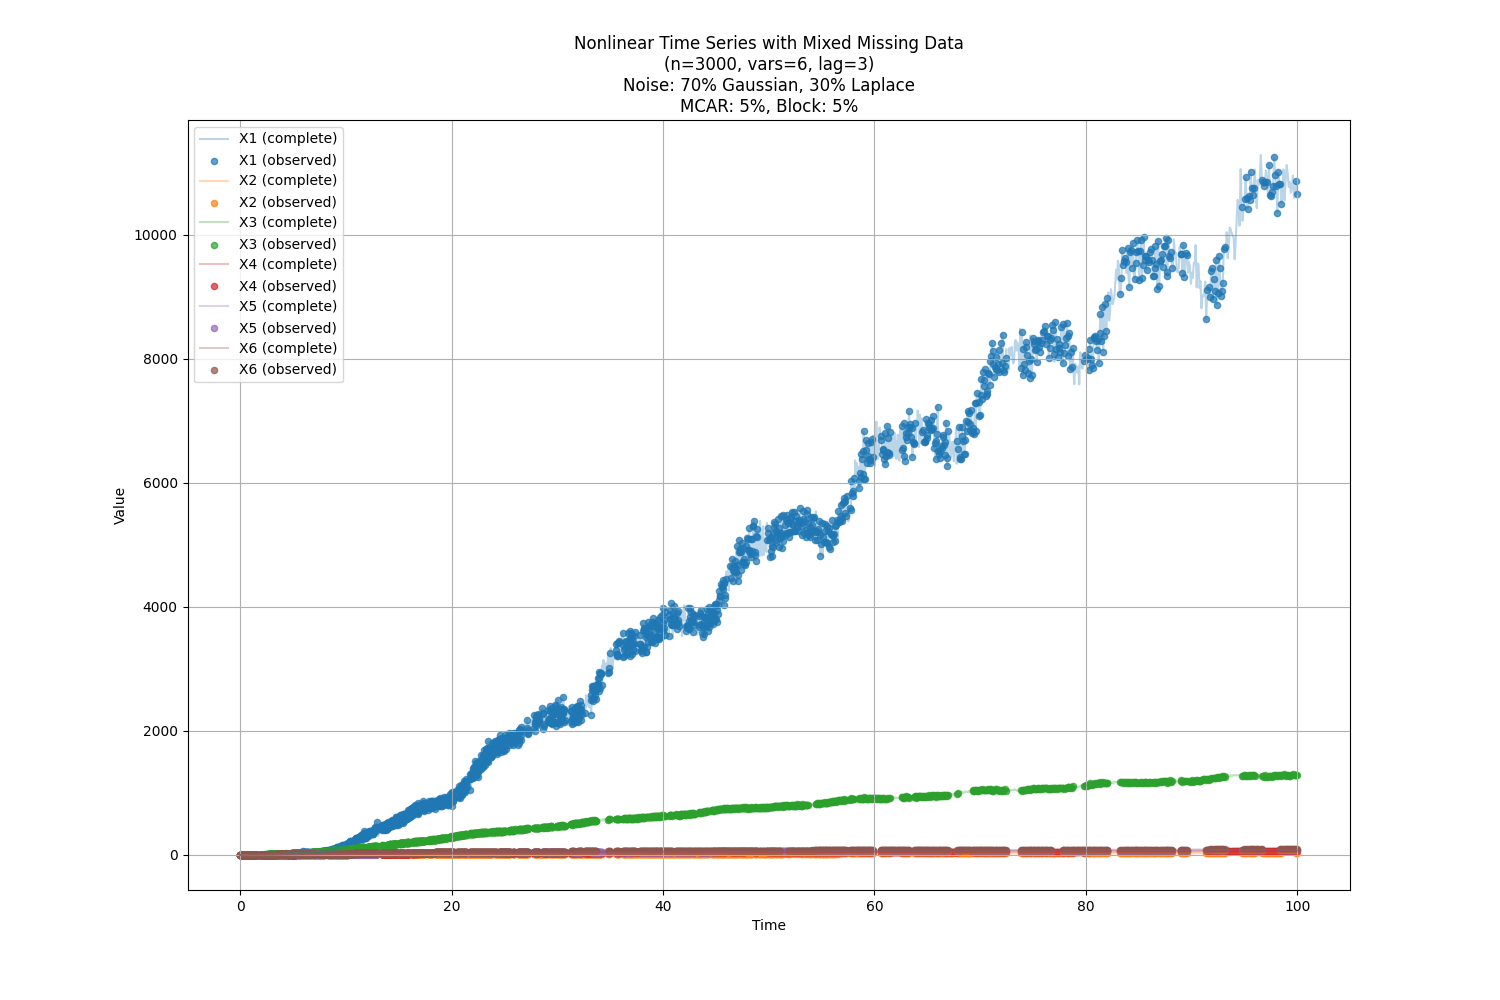 Nonlinear Time Series with Mixed Missing Data
(n=3000, vars=6, lag=3)
Noise: 70% Gaussian, 30% Laplace
MCAR: 5%, Block: 5%
X1 (complete)
X1 (observed)
X2 (complete)
X2 (observed)
X3 (complete)
X3 (observed)
X4 (complete)
X4 (observed)
X5 (complete)
X5 (observed)
X6 (complete)
X6 (observed)
10000
8000
6000
4000
2000
0
Value
0 20 40 60 80 100
Time